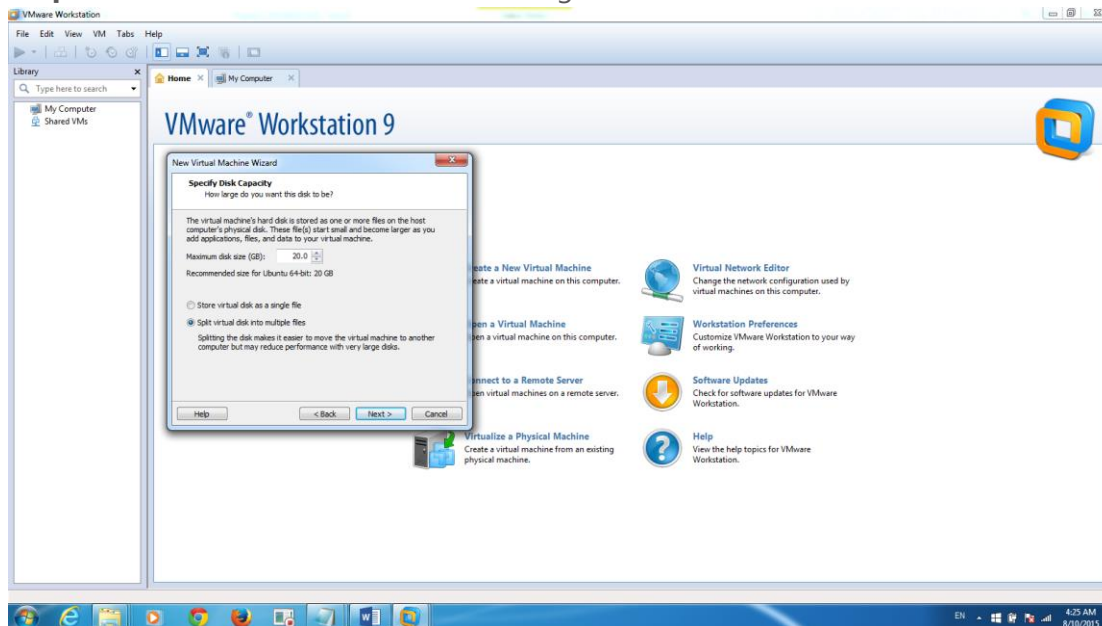 VMware Workstation
File Edit View VM Tabs Help
Library
Type here to search
My Computer
Shared VMs
Home
My Computer
VMware® Workstation 9
New Virtual Machine Wizard
Specify Disk Capacity
How large do you want this disk to be?
The virtual machine's hard disk is stored as one or more files on the host
computer's physical disk. These file(s) start small and become larger as you
add applications, files, and data to your virtual machine.
Maximum disk size (GB): 20.0
Recommended size for Ubuntu 64-bit: 20 GB
Store virtual disk as a single file
Split virtual disk into multiple files
Splitting the disk makes it easier to move the virtual machine to another
computer but may reduce performance with very large disks.
Help < Back Next > Cancel
eate a New Virtual Machine
eate a virtual machine on this computer.
pen a Virtual Machine
pen a virtual machine on this computer.
nnect to a Remote Server
pen virtual machines on a remote server.
Virtualize a Physical Machine
Create a virtual machine from an existing
physical machine.
Virtual Network Editor
Change the network configuration used by
virtual machines on this computer.
Workstation Preferences
Customize VMware Workstation to your way
of working.
Software Updates
Check for software updates for VMware
Workstation.
Help
View the help topics for VMware
Workstation.
EN
4:25 AM
8/10/2015